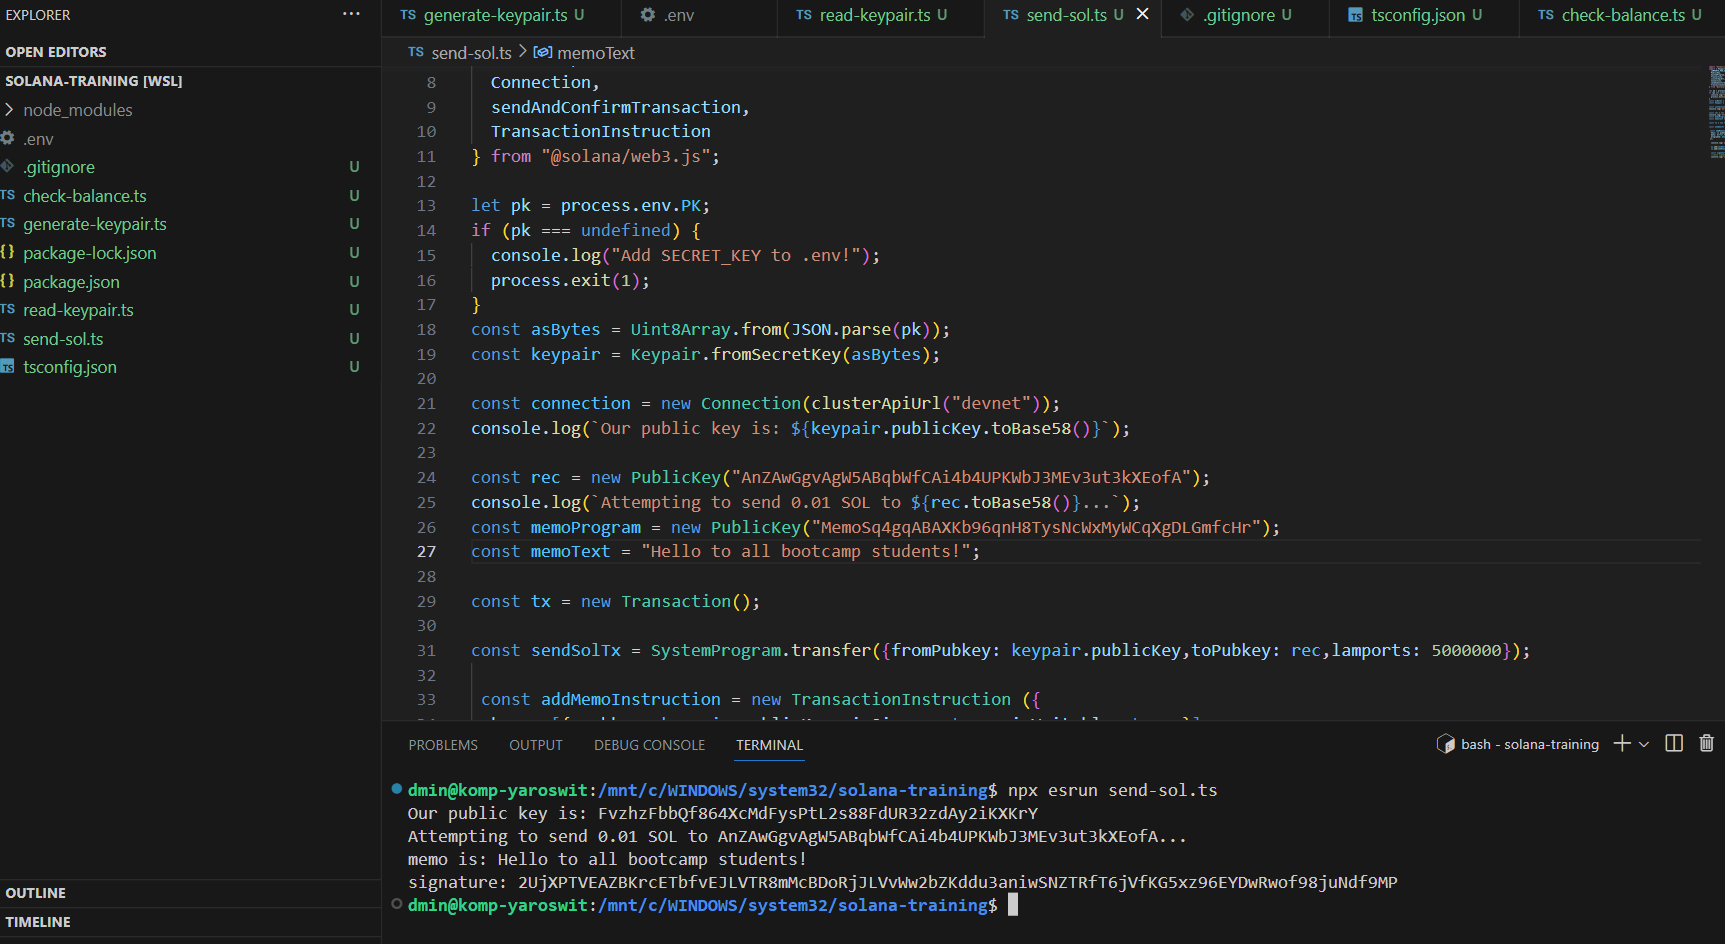 EXPLORER
···
OPEN EDITORS
SOLANA-TRAINING [WSL]
node_modules
.env
.gitignore U
TS check-balance.ts U
TS generate-keypair.ts U
{} package-lock.json U
{} package.json U
TS read-keypair.ts U
TS send-sol.ts U
TS tsconfig.json U
OUTLINE
TIMELINE
TS generate-keypair.ts U
.env
TS read-keypair.ts U
TS send-sol.ts U
.gitignore U
TS tsconfig.json U
TS check-balance.ts U
TS send-sol.ts > memoText
8 Connection,
9 sendAndConfirmTransaction,
10 TransactionInstruction
11 } from "@solana/web3.js";
12
13 let pk = process.env.PK;
14 if (pk === undefined) {
15 console.log("Add SECRET_KEY to .env!");
16 process.exit(1);
17 }
18 const asBytes = Uint8Array.from(JSON.parse(pk));
19 const keypair = Keypair.fromSecretKey(asBytes);
20
21 const connection = new Connection(clusterApiUrl("devnet"));
22 console.log(`Our public key is: ${keypair.publicKey.toBase58()}`);
23
24 const rec = new PublicKey("AnZAwGgvAgW5ABqbWfCAi4b4UPKWbJ3MEv3ut3kXEofA");
25 console.log(`Attempting to send 0.01 SOL to ${rec.toBase58()}...`);
26 const memoProgram = new PublicKey("MemoSq4gqABAXKb96qnH8TysNcWxMyWCqXgDLGmfcHr");
27 const memoText = "Hello to all bootcamp students!";
28
29 const tx = new Transaction();
30
31 const sendSolTx = SystemProgram.transfer({fromPubkey: keypair.publicKey,toPubkey: rec,lamports: 5000000});
32
33 const addMemoInstruction = new TransactionInstruction ({
PROBLEMS OUTPUT DEBUG CONSOLE TERMINAL
bash - solana-training
dmin@komp-yaroswit:/mnt/c/WINDOWS/system32/solana-training$ npx esrun send-sol.ts
Our public key is: FvzhzFbbQf864XcMdFysPtL2s88FdUR32zdAy2iKXKrY
Attempting to send 0.01 SOL to AnZAwGgvAgW5ABqbWfCAi4b4UPKWbJ3MEv3ut3kXEofA...
memo is: Hello to all bootcamp students!
signature: 2UjXPTVEAZBKrcETbfvEJLVTR8mMcBDoRjJLVvWw2bZKddu3aniwSNZTRfT6jVfKG5xz96EYDwRwof98juNdf9MP
dmin@komp-yaroswit:/mnt/c/WINDOWS/system32/solana-training$